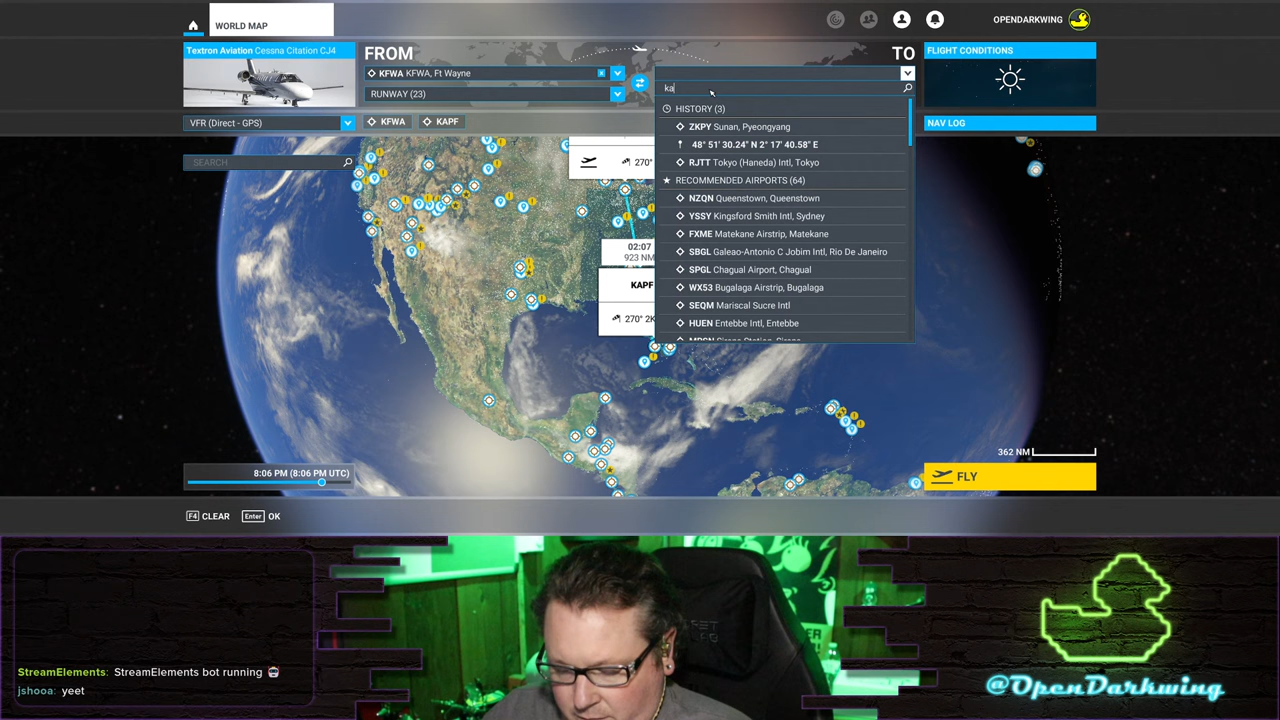 WORLD MAP
OPENDARKWING
Textron Aviation Cessna Citation CJ4
FROM
KFWA KFWA, Ft Wayne
RUNWAY (23)
TO
ka
FLIGHT CONDITIONS
NAV LOG
VFR (Direct - GPS)
KFWA
KAPF
SEARCH
HISTORY (3)
ZKPY Sunan, Pyeongyang
48° 51' 30.24" N 2° 17' 40.58" E
RJTT Tokyo (Haneda) Intl, Tokyo
RECOMMENDED AIRPORTS (64)
NZQN Queenstown, Queenstown
YSSY Kingsford Smith Intl, Sydney
FXME Matekane Airstrip, Matekane
SBGL Galeao-Antonio C Jobim Intl, Rio De Janeiro
SPGL Chagual Airport, Chagual
WX53 Bugalaga Airstrip, Bugalaga
SEQM Mariscal Sucre Intl
HUEN Entebbe Intl, Entebbe
270°
02:07
923 NM
KAPF
270° 2K
362 NM
8:06 PM (8:06 PM UTC)
FLY
F4 CLEAR
Enter OK
StreamElements: StreamElements bot running
jshooa: yeet
@OpenDarkwing